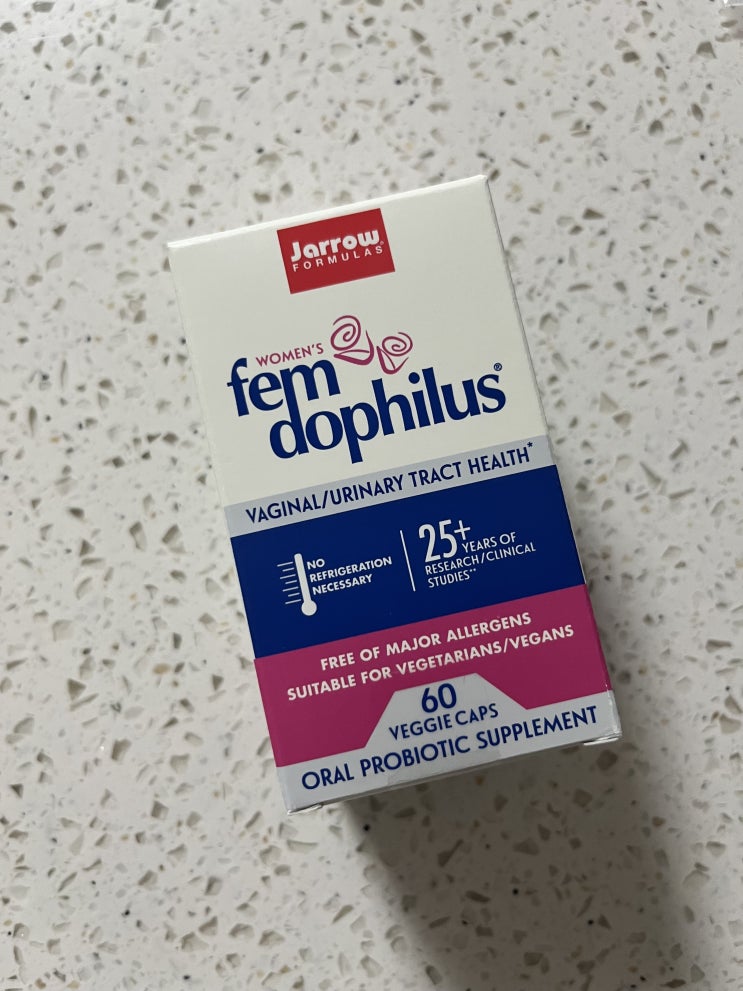 Jarrow®
FORMULAS
WOMEN'S
fem
dophilus®
VAGINAL/URINARY TRACT HEALTH*
NO
REFRIGERATION
NECESSARY
25+ YEARS OF
RESEARCH/CLINICAL
STUDIES**
FREE OF MAJOR ALLERGENS
SUITABLE FOR VEGETARIANS/VEGANS
60
VEGGIE CAPS
ORAL PROBIOTIC SUPPLEMENT